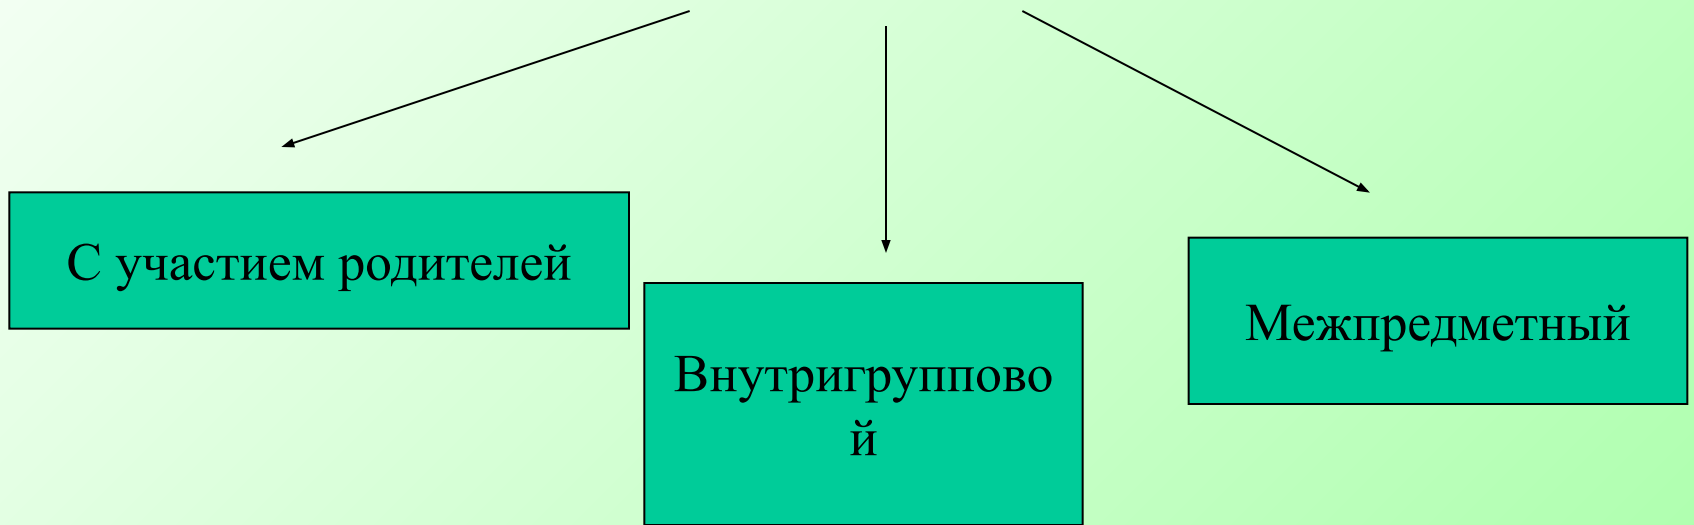 С участием родителей
Внутригруппово
й
Межпредметный